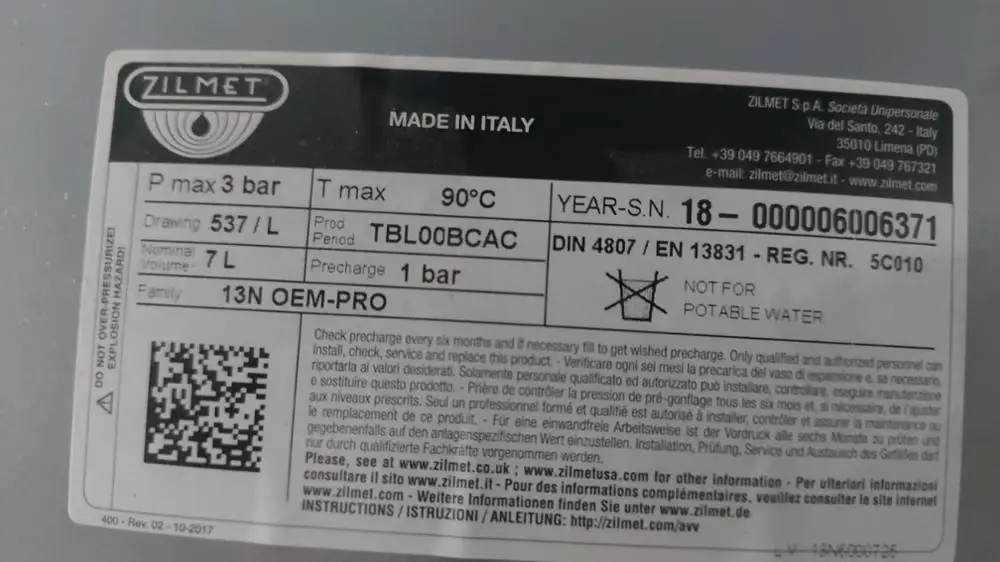 ZILMET
MADE IN ITALY
ZILMET S.p.A. Società Unipersonale
Via del Santo, 242 - Italy
35010 Limena (PD)
Tel. +39 049 7664901 - Fax +39 049 767321
e-mail: zilmet@zilmet.it - www.zilmet.com
P max 3 bar
T max 90°C
YEAR-S.N. 18- 000006006371
Drawing 537 / L
Prod
Period TBL00BCAC
DIN 4807 / EN 13831 - REG. NR. 5C010
Nominal
Volume 7 L
Precharge 1 bar
NOT FOR
POTABLE WATER
Family 13N OEM-PRO
DO NOT OVER-PRESSURIZE!
EXPLOSION HAZARD!
Check precharge every six months and if necessary fill to get wished precharge. Only qualified and authorized personnel can
install, check, service and replace this product. - Verificare ogni sei mesi la precarica del vaso di espansione e, se necessario,
riportarla ai valori desiderati. Solamente personale qualificato ed autorizzato può installare, controllare, eseguire manutenzione
o sostituire questo prodotto. - Prière de contrôler la pression de pré-gonflage tous les six mois et, si nécessaire, de l'ajuster
aux niveaux prescrits. Seul un professionnel formé et qualifié est autorisé à installer, contrôler et assurer la maintenance ou
le remplacement de ce produit. - Für eine einwandfreie Arbeitsweise ist der Vordruck alle sechs Monate zu prüfen und
gegebenenfalls auf den anlagenspezifischen Wert einzustellen. Installation, Prüfung, Service und Austausch des Gefäßes darf
nur durch qualifizierte Fachkräfte vorgenommen werden.
Please, see at www.zilmet.co.uk ; www.zilmetusa.com for other information - Per ulteriori informazioni
consultare il sito www.zilmet.it - Pour des informations complémentaires, veuillez consulter le site internet
www.zilmet.com - Weitere Informationen finden Sie unter www.zilmet.de
INSTRUCTIONS / ISTRUZIONI / ANLEITUNG: http://zilmet.com/avv
400 - Rev. 02 - 10-2017
L-V 13N6000725